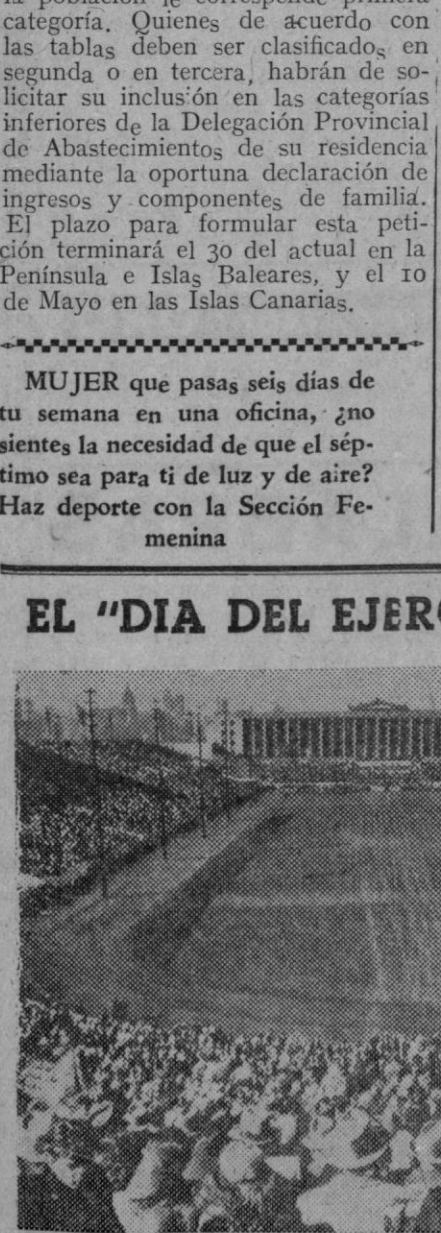 la población le corresponde primera
categoría. Quienes de acuerdo con
las tablas deben ser clasificados en
segunda o en tercera, habrán de so-
licitar su inclusión en las categorías
inferiores de la Delegación Provincial
de Abastecimientos de su residencia
mediante la oportuna declaración de
ingresos y componentes de familia.
El plazo para formular esta peti-
ción terminará el 30 del actual en la
Península e Islas Baleares, y el 10
de Mayo en las Islas Canarias.
MUJER que pasas seis días de
tu semana en una oficina, ¿no
sientes la necesidad de que el sép-
timo sea para ti de luz y de aire?
Haz deporte con la Sección Fe-
menina
EL "DIA DEL EJER